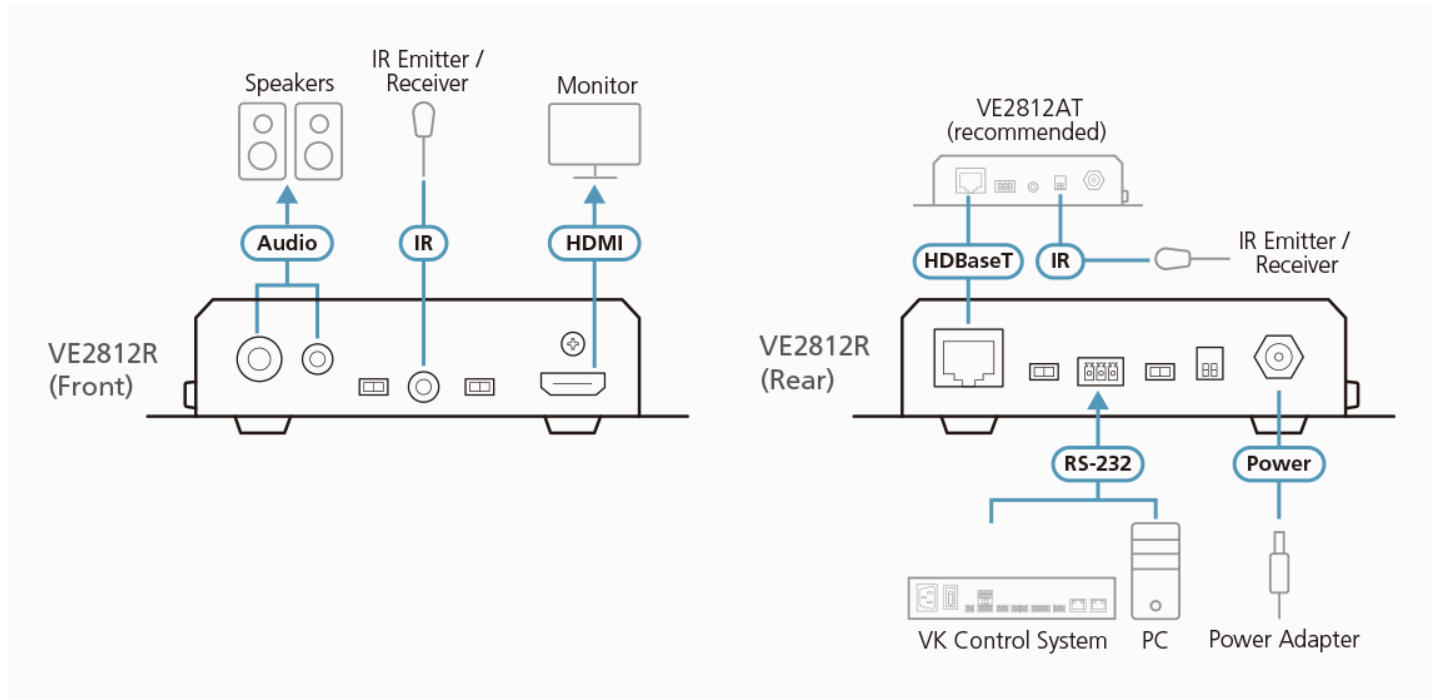 Speakers
IR Emitter /
Receiver
Monitor
Audio
IR
HDMI
VE2812R
(Front)
VE2812AT
(recommended)
HDBaseT
IR
IR Emitter /
Receiver
VE2812R
(Rear)
RS-232
Power
VK Control System
PC
Power Adapter